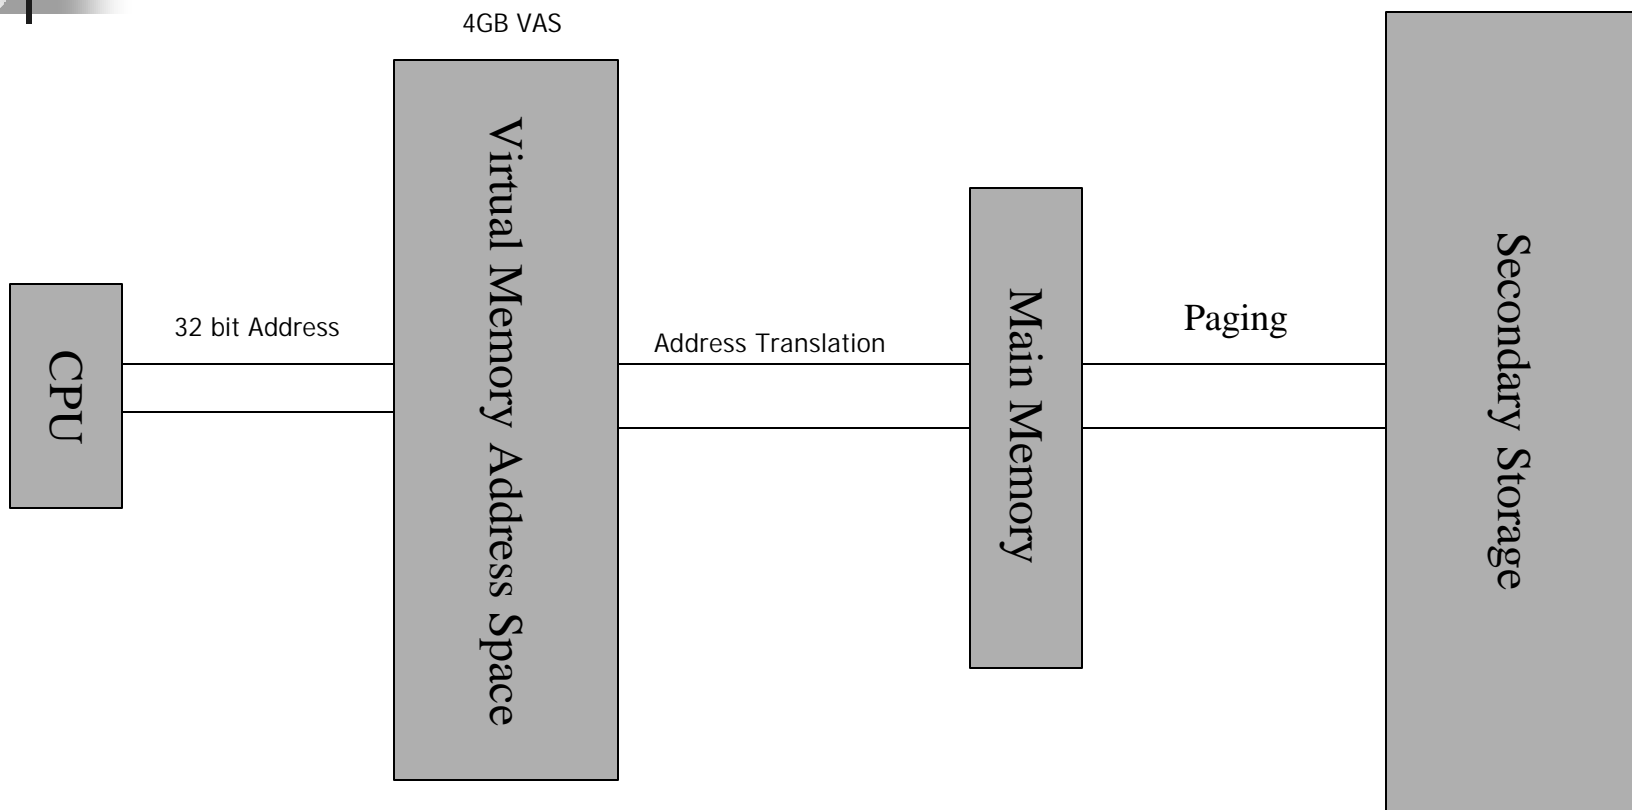 4GB VAS
CPU
32 bit Address
Virtual Memory Address Space
Address Translation
Main Memory
Paging
Secondary Storage